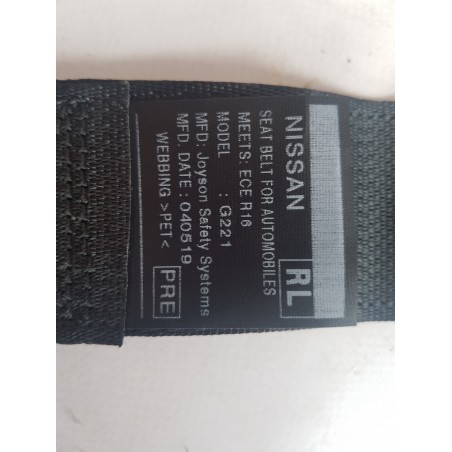 NISSAN RL
SEAT BELT FOR AUTOMOBILES
MEETS: ECE R16
MODEL : G221
MFD: Joyson Safety Systems
MFD. DATE : 040519
WEBBING >PET< PRE